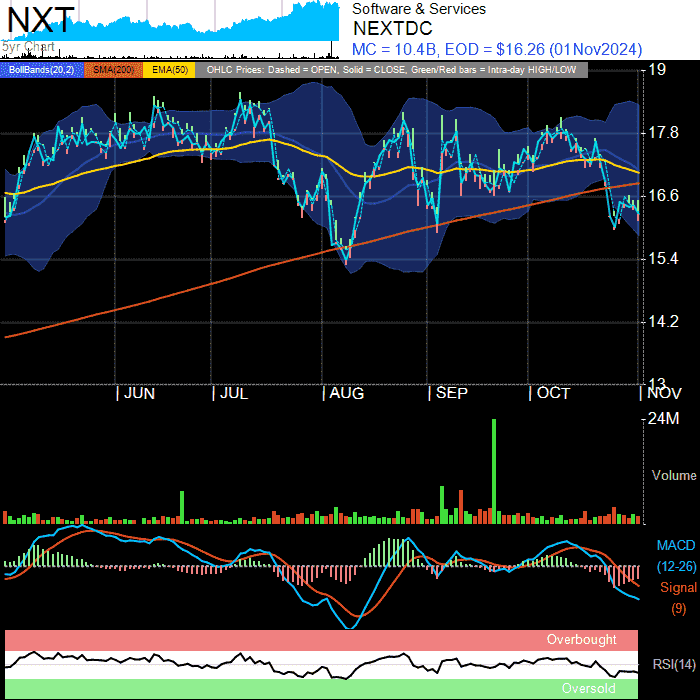 NXT
5yr Chart
Software & Services
NEXTDC
MC = 10.4B, EOD = $16.26 (01Nov2024)
BollBands(20,2) SMA(200) EMA(50) OHLC Prices: Dashed = OPEN, Solid = CLOSE, Green/Red bars = Intra-day HIGH/LOW
19
17.8
16.6
15.4
14.2
13
JUN JUL AUG SEP OCT NOV
24M
Volume
MACD
(12-26)
Signal
(9)
Overbought
RSI(14)
Oversold